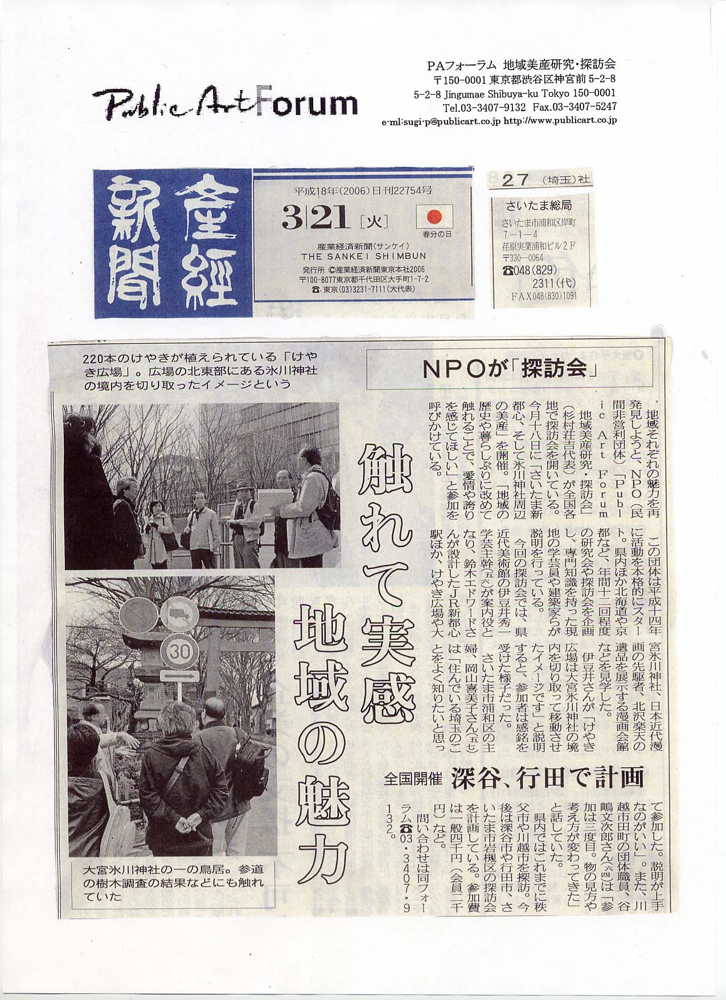 Public Art Forum
PAフォーラム 地域美産研究・探訪会
〒150-0001 東京都渋谷区神宮前 5-2-8
5-2-8 Jingumae Shibuya-ku Tokyo 150-0001
Tel.03-3407-9132 Fax.03-3407-5247
e-ml:sugi-p@publicart.co.jp http://www.publicart.co.jp
産經
新聞
平成18年(2006)日刊22754号
3|21[火]
春分の日
産業経済新聞(サンケイ)
THE SANKEI SHIMBUN
発行所 ©産業経済新聞東京本社2006
〒100-8077東京都千代田区大手町1-7-2
☎東京(03)3231-7111(大代表)
27 (埼玉)社
さいたま総局
さいたま市浦和区岸町
7-1-4
荏原実業浦和ビル2F
〒330-0064
☎048(829)
2311(代)
FAX048(830)1091
NPOが「探訪会」
触れて実感
地域の魅力
220本のけやきが植えられている「けや
き広場」。広場の北東部にある氷川神社
の境内を切り取ったイメージという
地域それぞれの魅力を再
発見しようと、NPO(民
間非営利団体)「Publ
ic Art Forum
地域美産研究・探訪会」
(杉村荘吉代表)が全国各
地で探訪会を開いている。
今月十八日に「さいたま新
都心、そして氷川神社周辺
の美産」を開催。「地域の
歴史や暮らしぶりに改めて
触れることで、愛情や誇り
を感じてほしい」と参加を
呼びかけている。
この団体は平成十四年
に活動を本格的にスター
ト。県内ほか北海道や京
都など、年間十二回程度
の研究会や探訪会を企画
し、専門知識を持った現
地の学芸員や建築家らが
説明を行っている。
今回の探訪会では、県
近代美術館の伊豆井秀一
学芸主幹(五六)が案内役と
なり、鈴木エドワードさ
んが設計したJR新都心
駅ほか、けやき広場や大
宮氷川神社、日本近代漫
画の先駆者、北沢楽天の
遺品を展示する漫画会館
などを見学した。
伊豆井さんが「けやき
広場は大宮氷川神社の境
内を切り取って移動させ
たイメージです」と説明
すると、参加者は感銘を
受けた様子だった。
さいたま市浦和区の主
婦、岡山喜美子さん(五七)
は「住んでいる埼玉のこ
とをよく知りたいと思っ
全国開催 深谷、行田で計画
て参加した。説明が上手
なのがいい」。また、川
越市田町の団体職員、谷
嶋文次郎さん(六四)は「参
加は三度目。物の見方や
考え方が変わってきた」
と話していた。
県内ではこれまでに秩
父市や川越市を探訪。今
後は深谷市や行田市、さ
いたま市岩槻区の探訪会
を計画している。参加費
は一般四千円(会員二千
円)など。
問い合わせは同フォー
ラム☎03・3407・9
132。
30
大宮氷川神社の一の鳥居。参道
の樹木調査の結果などにも触れ
ていた